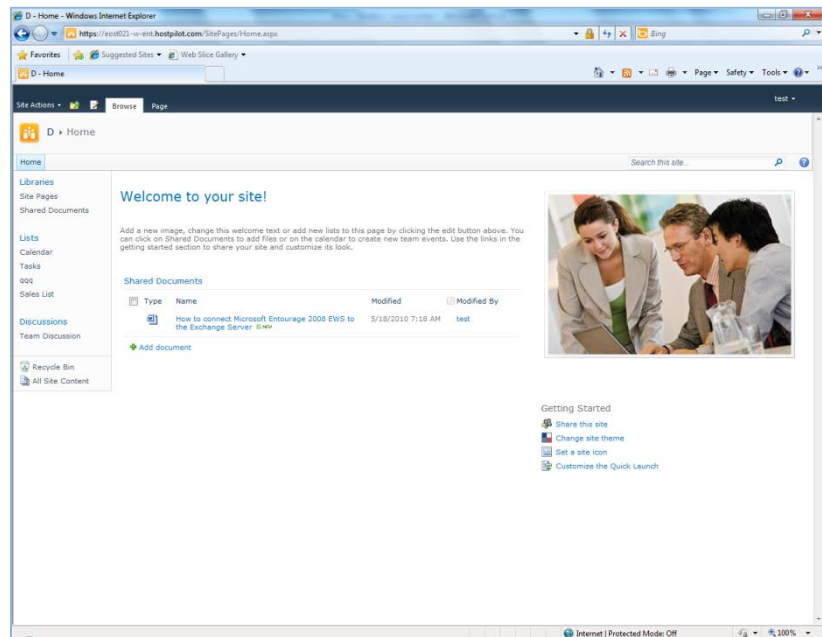 D - Home - Windows Internet Explorer
https://eost021-w-ent.hostpilot.com/SitePages/Home.aspx
Bing
Favorites Suggested Sites Web Slice Gallery
D - Home
Page Safety Tools
Site Actions Browse Page test
D Home
Home Search this site...
Libraries
Site Pages
Shared Documents
Lists
Calendar
Tasks
qqq
Sales List
Discussions
Team Discussion
Recycle Bin
All Site Content
Welcome to your site!
Add a new image, change this welcome text or add new lists to this page by clicking the edit button above. You
can click on Shared Documents to add files or on the calendar to create new team events. Use the links in the
getting started section to share your site and customize its look.
Shared Documents
Type Name Modified Modified By
How to connect Microsoft Entourage 2008 EWS to 5/18/2010 7:18 AM test
the Exchange Server NEW
Add document
Getting Started
Share this site
Change site theme
Set a site icon
Customize the Quick Launch
Internet | Protected Mode: Off 100%